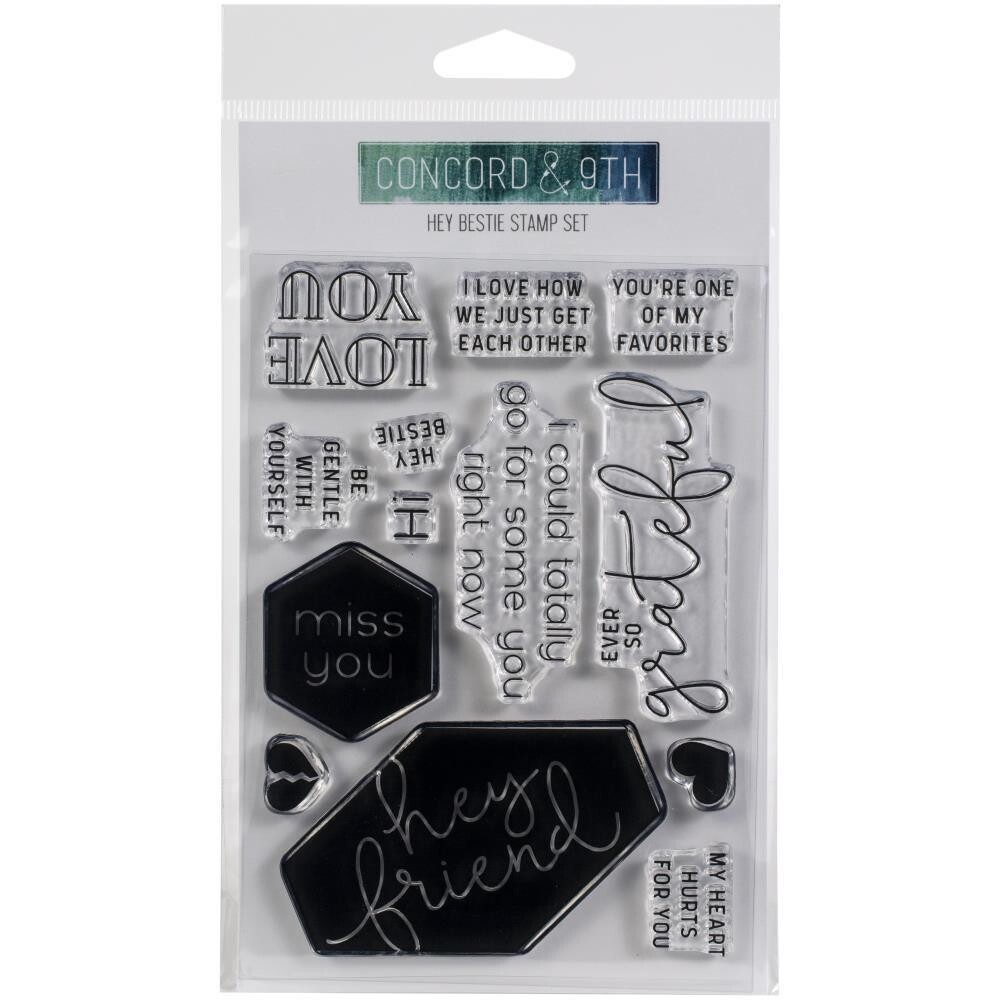 CONCORD & 9TH
HEY BESTIE STAMP SET
LOVE
YOU
I LOVE HOW
WE JUST GET
EACH OTHER
YOU'RE ONE
OF MY
FAVORITES
HEY
BESTIE
BE
GENTLE
WITH
YOURSELF
HI
i could totally
go for some you
right now
EVER
SO
grateful
miss
you
hey
friend
MY HEART
HURTS
FOR YOU